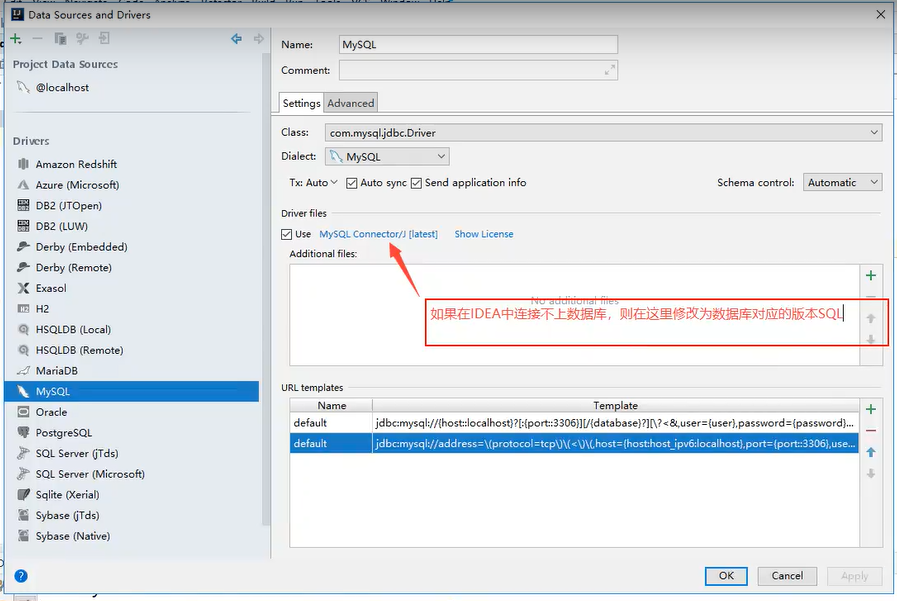 Data Sources and Drivers
Project Data Sources
@localhost
Drivers
Amazon Redshift
Azure (Microsoft)
DB2 (JTOpen)
DB2 (LUW)
Derby (Embedded)
Derby (Remote)
Exasol
H2
HSQLDB (Local)
HSQLDB (Remote)
MariaDB
MySQL
Oracle
PostgreSQL
SQL Server (jTds)
SQL Server (Microsoft)
Sqlite (Xerial)
Sybase (jTds)
Sybase (Native)
Name: MySQL
Comment:
Settings Advanced
Class: com.mysql.jdbc.Driver
Dialect: MySQL
Tx: Auto Auto sync Send application info Schema control: Automatic
Driver files
Use MySQL Connector/J [latest] Show License
Additional files:
No additional files
如果在IDEA中连接不上数据库，则在这里修改为数据库对应的版本SQL
URL templates
Name Template
default jdbc:mysql://{host::localhost}?[:{port::3306}][/{database}?][\?<&,user={user},password={password}...
default jdbc:mysql://address=\(protocol=tcp\)\(<\)\(,host={host:host_ipv6:localhost},port={port::3306},use...
OK Cancel Apply